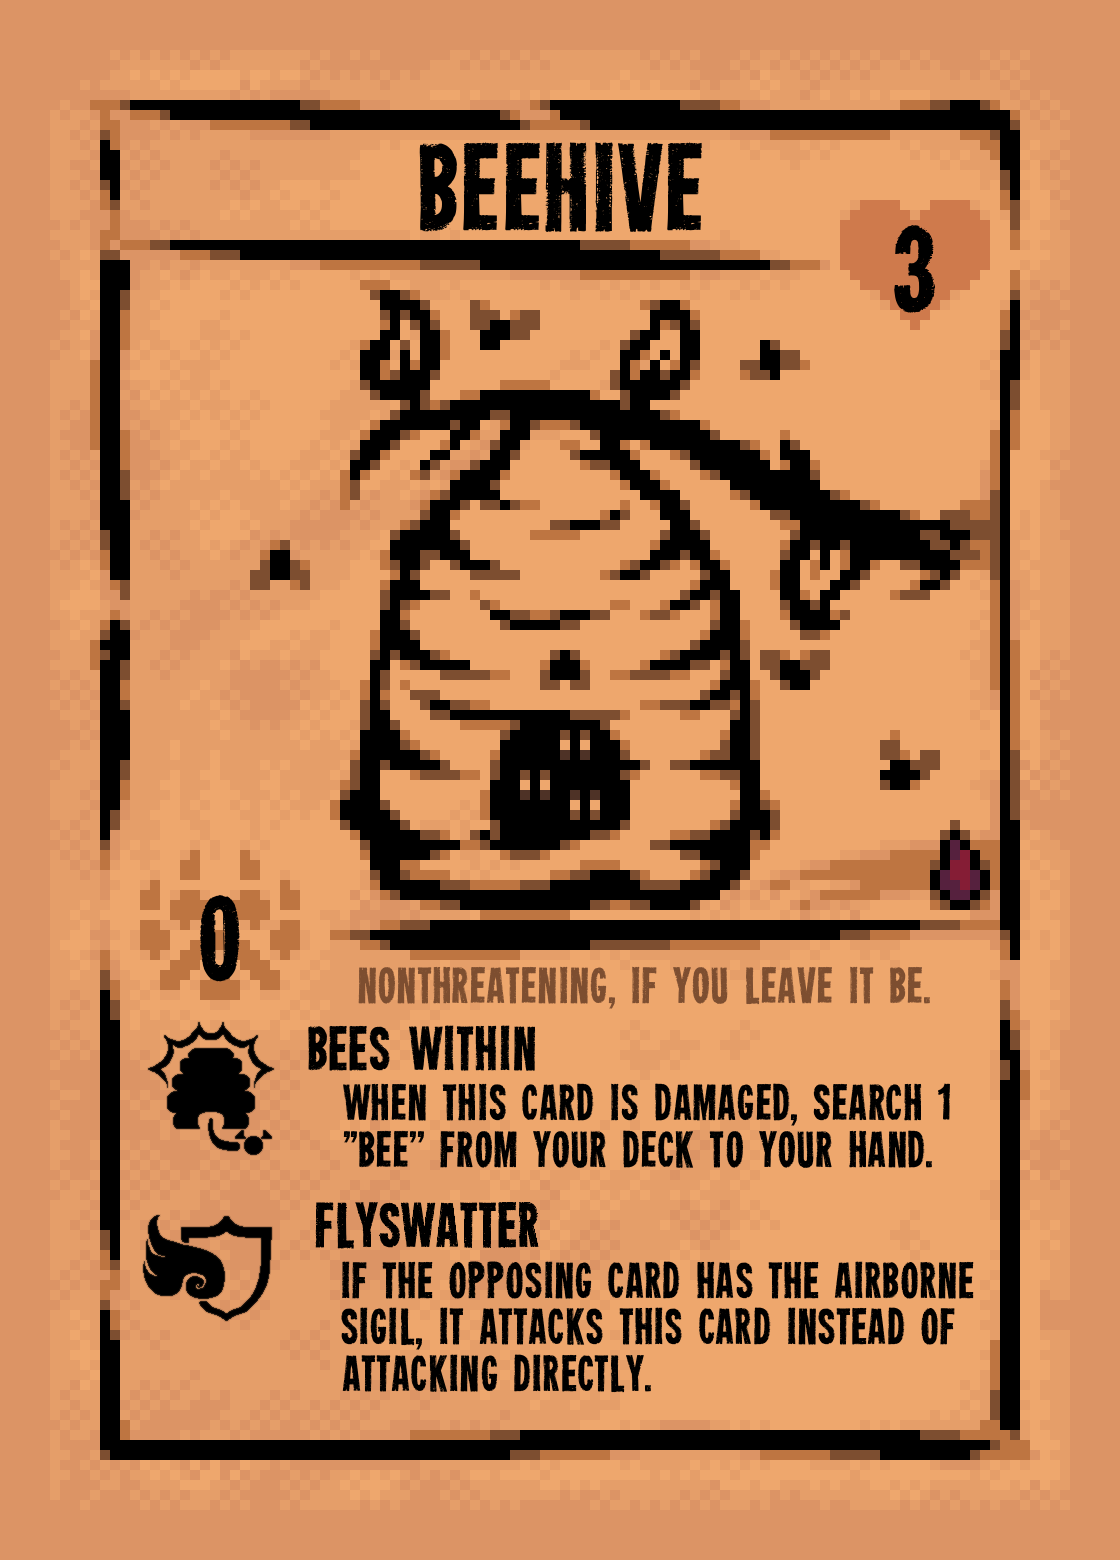 BEEHIVE
3
0
NONTHREATENING, IF YOU LEAVE IT BE.
BEES WITHIN
WHEN THIS CARD IS DAMAGED, SEARCH 1
"BEE" FROM YOUR DECK TO YOUR HAND.
FLYSWATTER
IF THE OPPOSING CARD HAS THE AIRBORNE
SIGIL, IT ATTACKS THIS CARD INSTEAD OF
ATTACKING DIRECTLY.